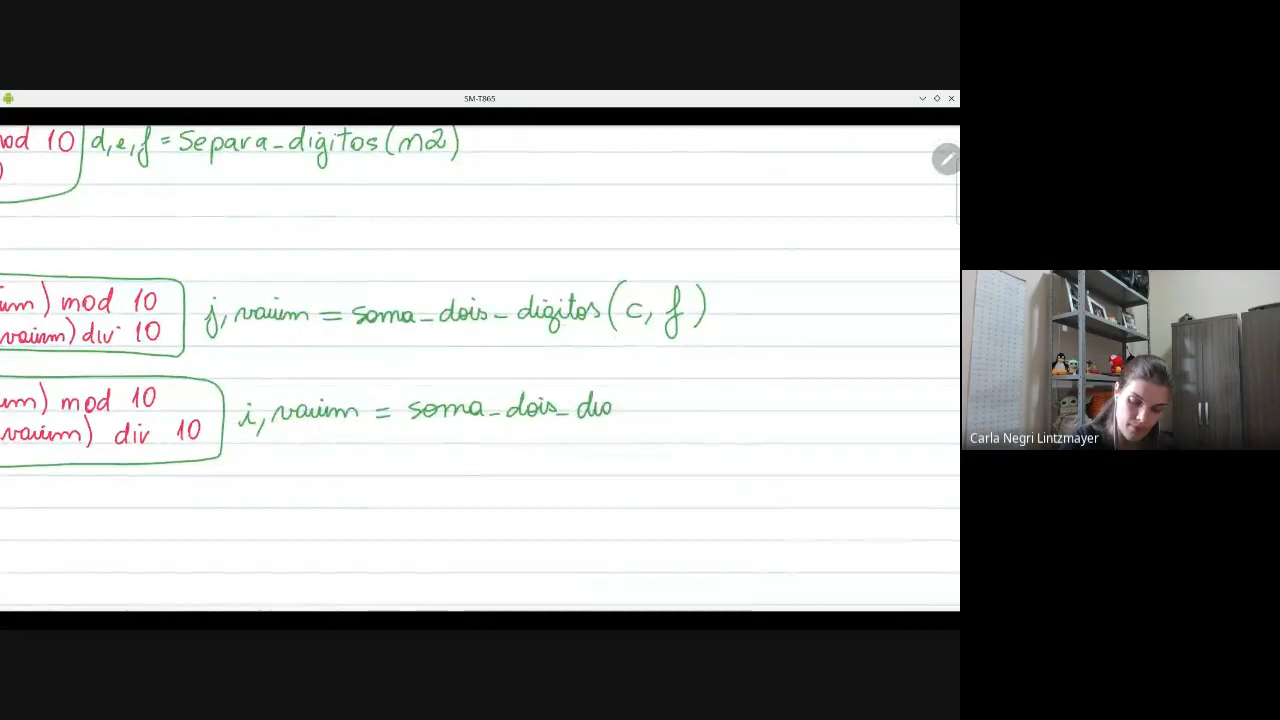 SM-T865
mod 10 d, e, f = Separa_digitos(n2)
)
um) mod 10 j, vaium = soma_dois_digitos(c, f)
vaium) div 10
um) mod 10 i, vaium = soma_dois_
vaium) div 10
Carla Negri Lintzmayer